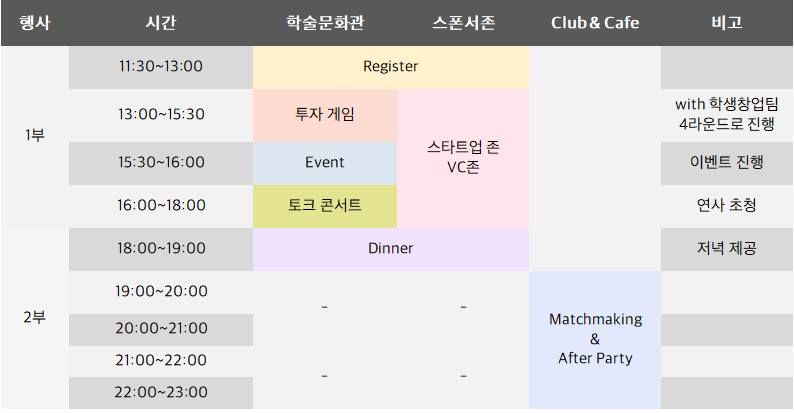 행사 시간 학술문화관 스폰서존 Club & Cafe 비고
1부
11:30~13:00 Register
13:00~15:30 투자 게임 스타트업 존
VC존
with 학생창업팀
4라운드로 진행
15:30~16:00 Event 이벤트 진행
16:00~18:00 토크 콘서트 연사 초청
2부
18:00~19:00 Dinner 저녁 제공
19:00~20:00 - - Matchmaking
&
After Party
20:00~21:00
21:00~22:00 - -
22:00~23:00